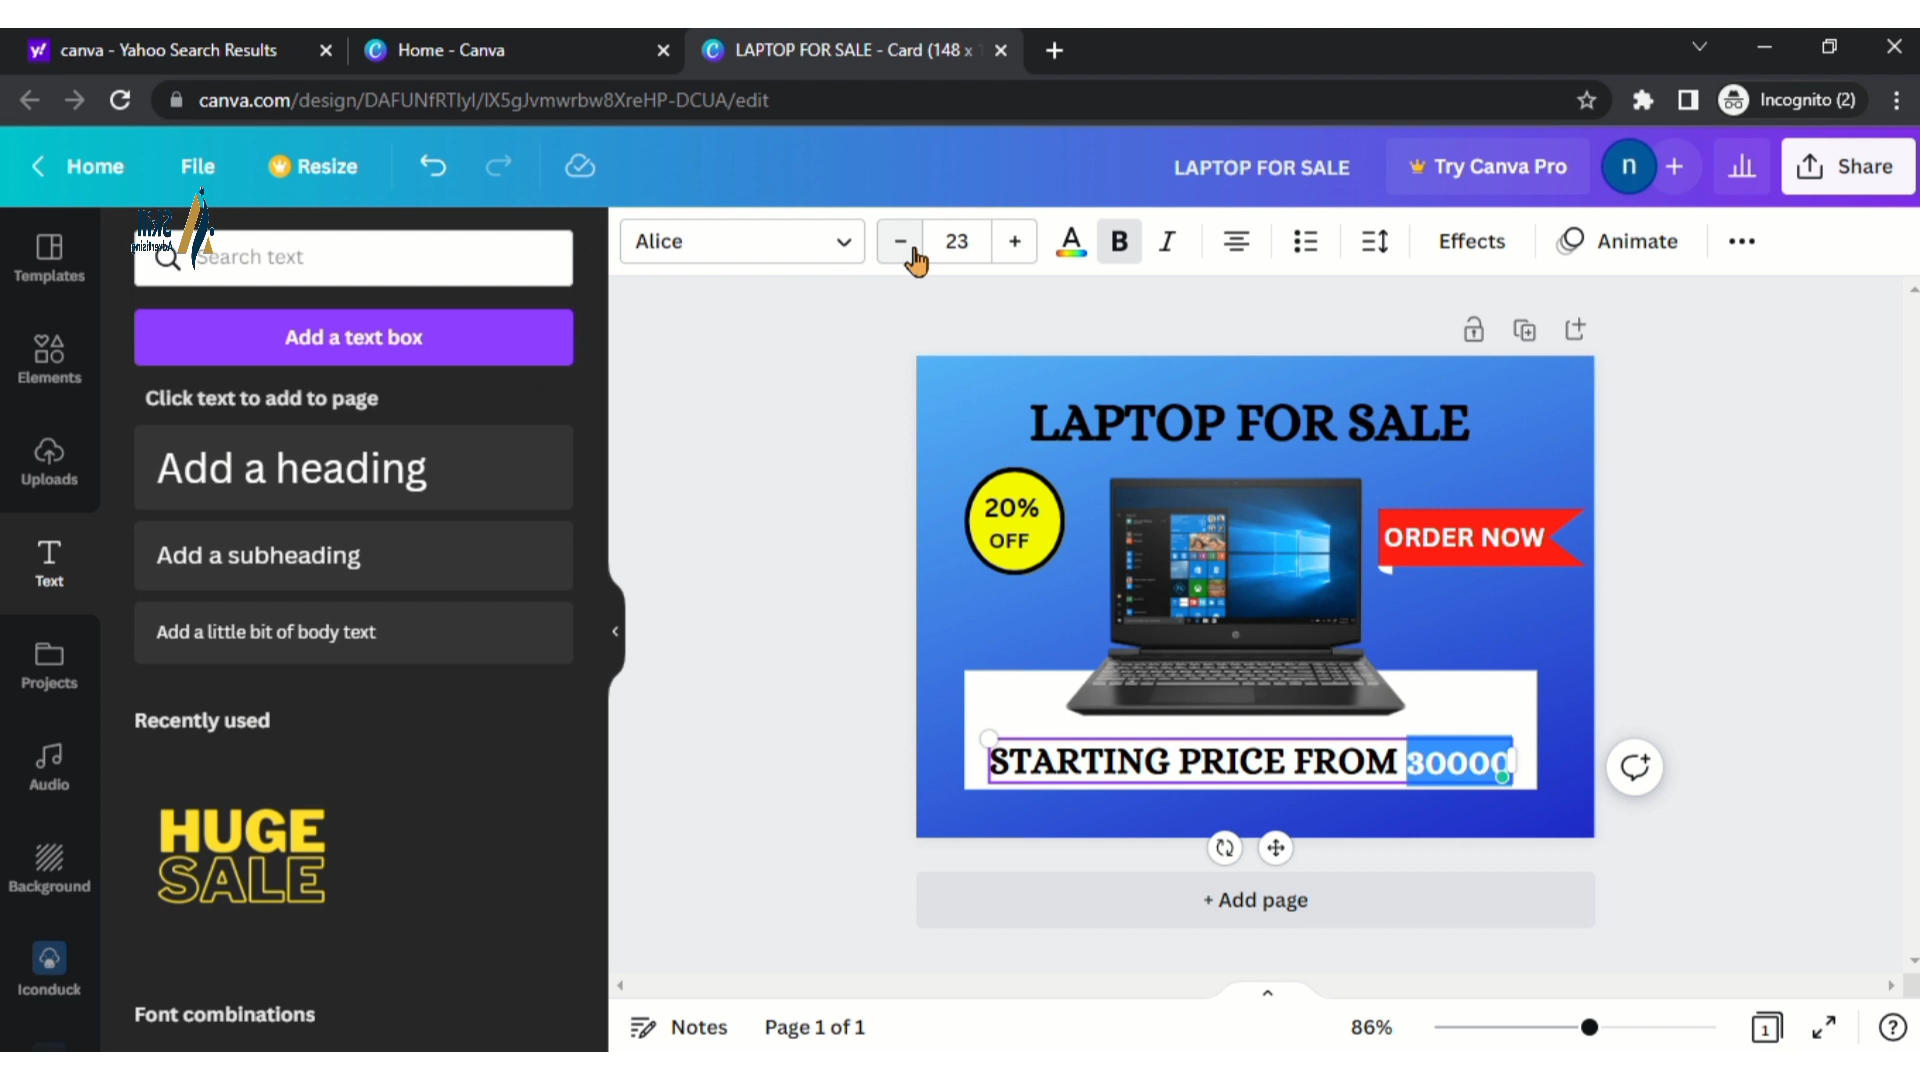 canva - Yahoo Search Results
Home - Canva
LAPTOP FOR SALE - Card (148 x
canva.com/design/DAFUNfRTlyI/IX5gJvmwrbw8XreHP-DCUA/edit
Incognito (2)
Home
File
Resize
LAPTOP FOR SALE
Try Canva Pro
n
Share
Templates
Elements
Uploads
Text
Projects
Audio
Background
Iconduck
Search text
Add a text box
Click text to add to page
Add a heading
Add a subheading
Add a little bit of body text
Recently used
HUGE
SALE
Font combinations
Alice
23
A
B
I
Effects
Animate
LAPTOP FOR SALE
20%
OFF
ORDER NOW
STARTING PRICE FROM 30000
+ Add page
Notes
Page 1 of 1
86%
1
?